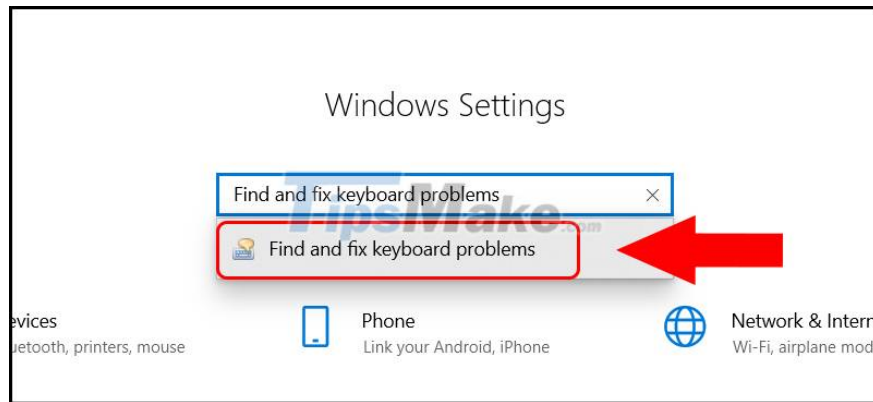 Windows Settings
Find and fix keyboard problems
TipsMake.com
Find and fix keyboard problems
evices
Phone
Network & Intern
uetooth, printers, mouse
Link your Android, iPhone
Wi-Fi, airplane mod